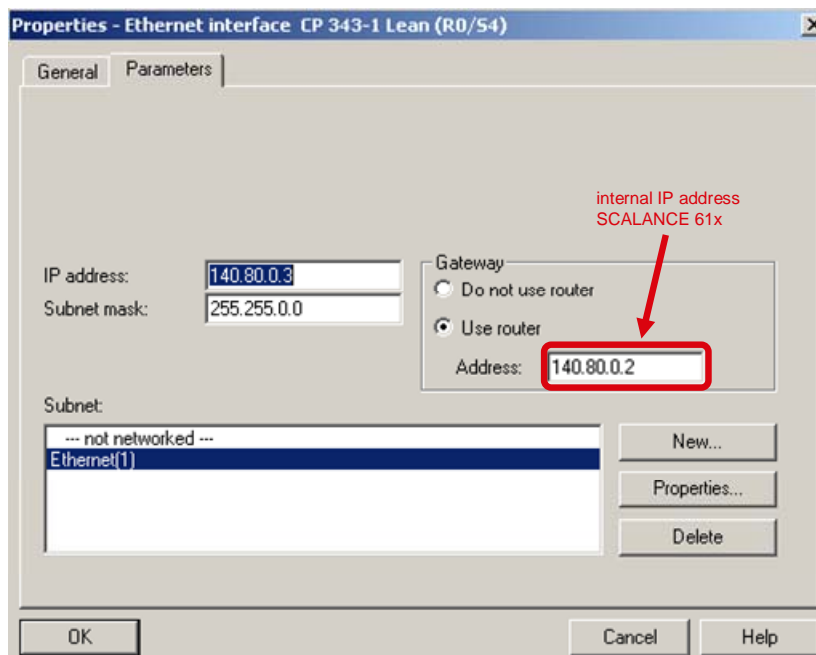 Properties - Ethernet interface CP 343-1 Lean (R0/S4)
General
Parameters
internal IP address
SCALANCE 61x
IP address:
140.80.0.3
Subnet mask:
255.255.0.0
Gateway
Do not use router
Use router
Address:
140.80.0.2
Subnet:
--- not networked ---
Ethernet(1)
New...
Properties...
Delete
OK
Cancel
Help